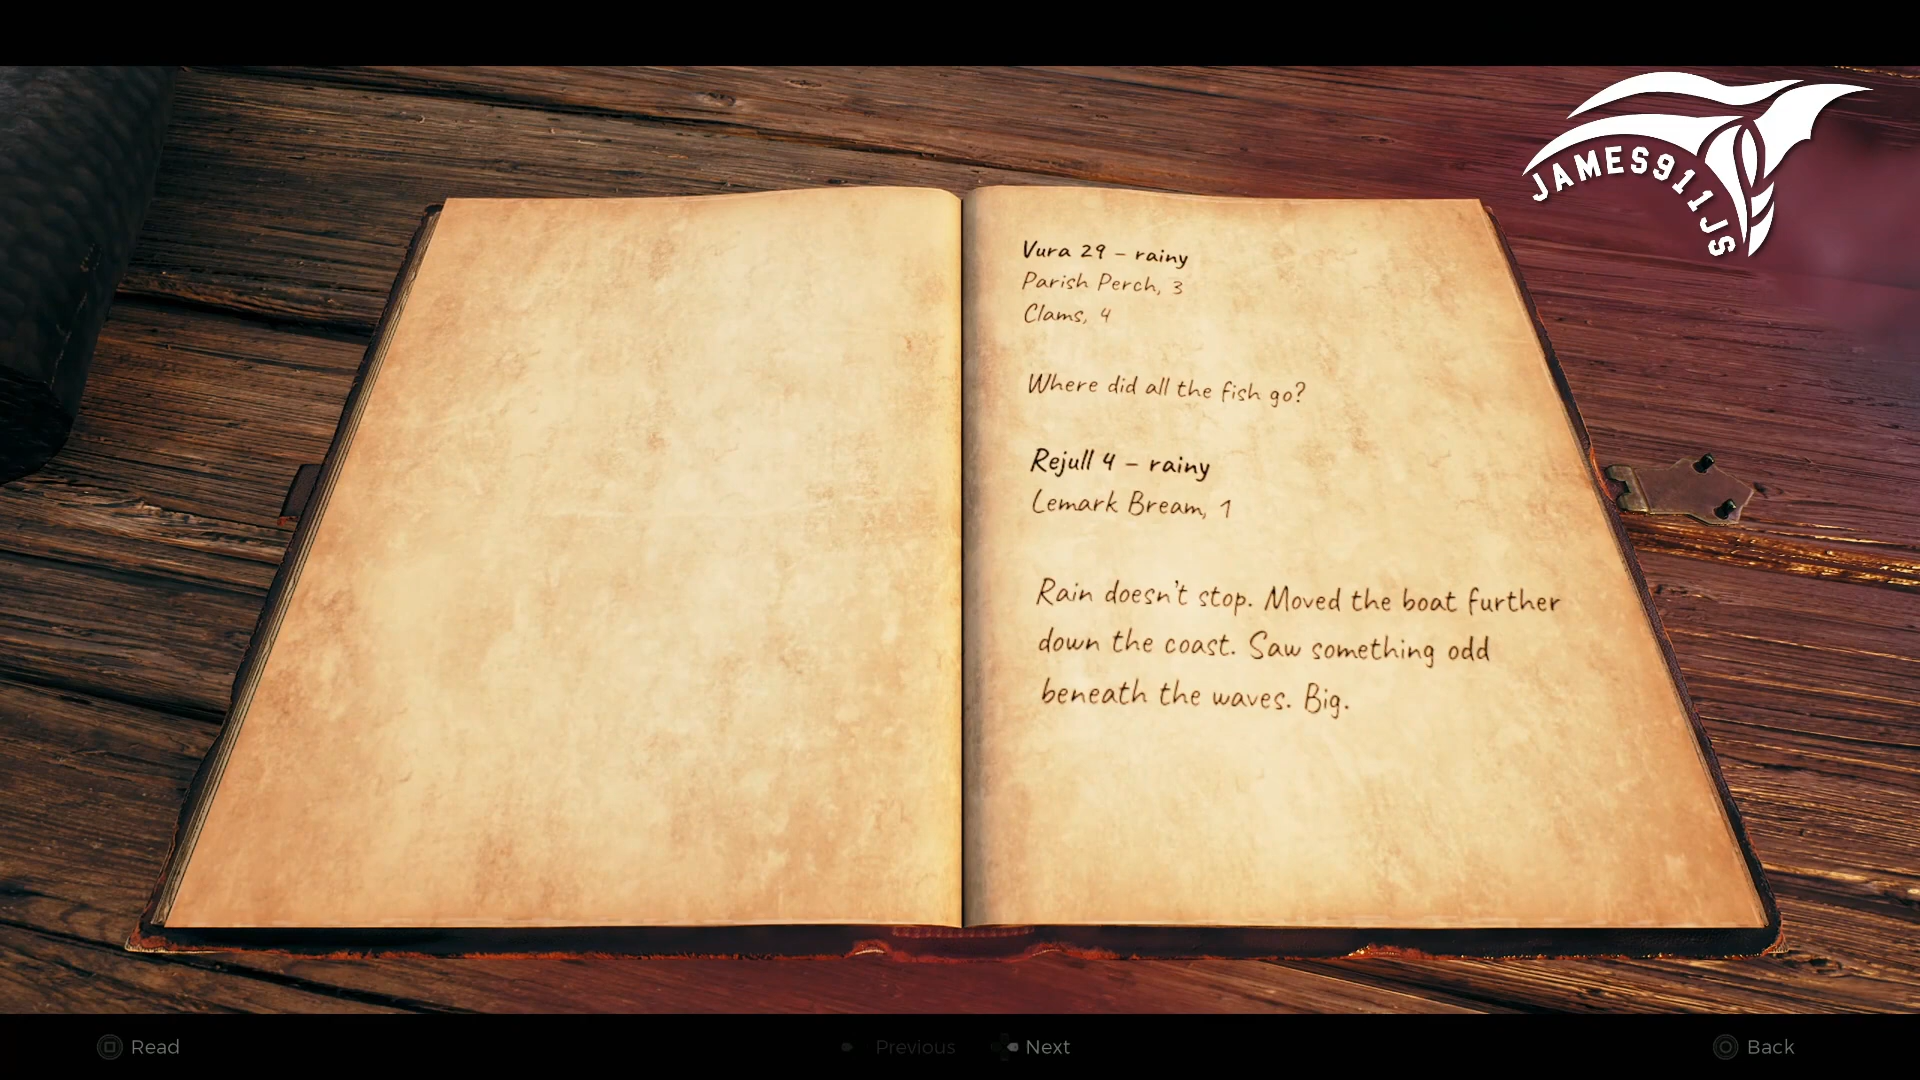 JAMES911JS
Vura 29 – rainy
Parish Perch, 3
Clams, 4
Where did all the fish go?
Rejull 4 – rainy
Lemark Bream, 1
Rain doesn't stop. Moved the boat further
down the coast. Saw something odd
beneath the waves. Big.
Read
Previous
Next
Back